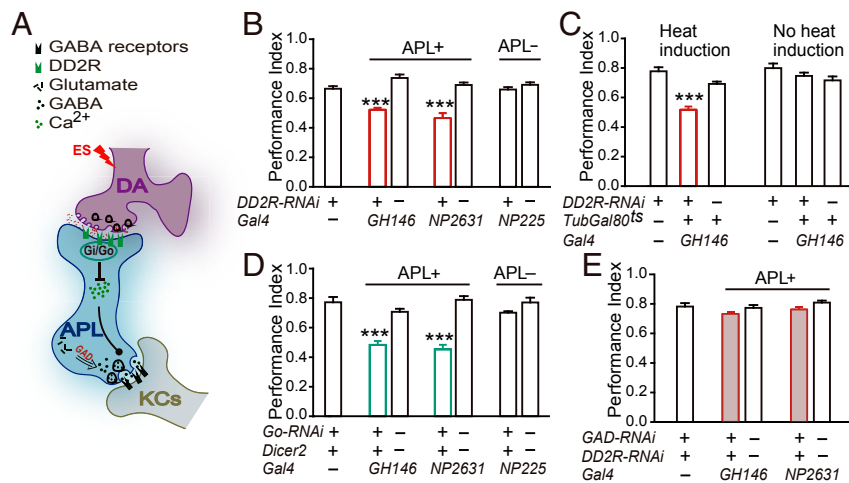 A
GABA receptors
DD2R
Glutamate
GABA
Ca2+
ES
DA
Gi/Go
APL
GAD
KCs
B
APL+ APL–
Performance Index
1.0
0.8
0.6
0.4
0.2
0.0
*** ***
DD2R-RNAi + + – + – + –
Gal4 – GH146 NP2631 NP225
C
Heat induction No heat induction
Performance Index
1.0
0.8
0.6
0.4
0.2
0.0
***
DD2R-RNAi + + – + + –
TubGal80ts – + + – + +
Gal4 – GH146 – GH146
D
APL+ APL–
Performance Index
1.0
0.8
0.6
0.4
0.2
0.0
*** ***
Go-RNAi + + – + – + –
Dicer2 + + – + – + –
Gal4 – GH146 NP2631 NP225
E
APL+
Performance Index
1.0
0.8
0.6
0.4
0.2
0.0
GAD-RNAi + + – + –
DD2R-RNAi + + – + –
Gal4 – GH146 NP2631